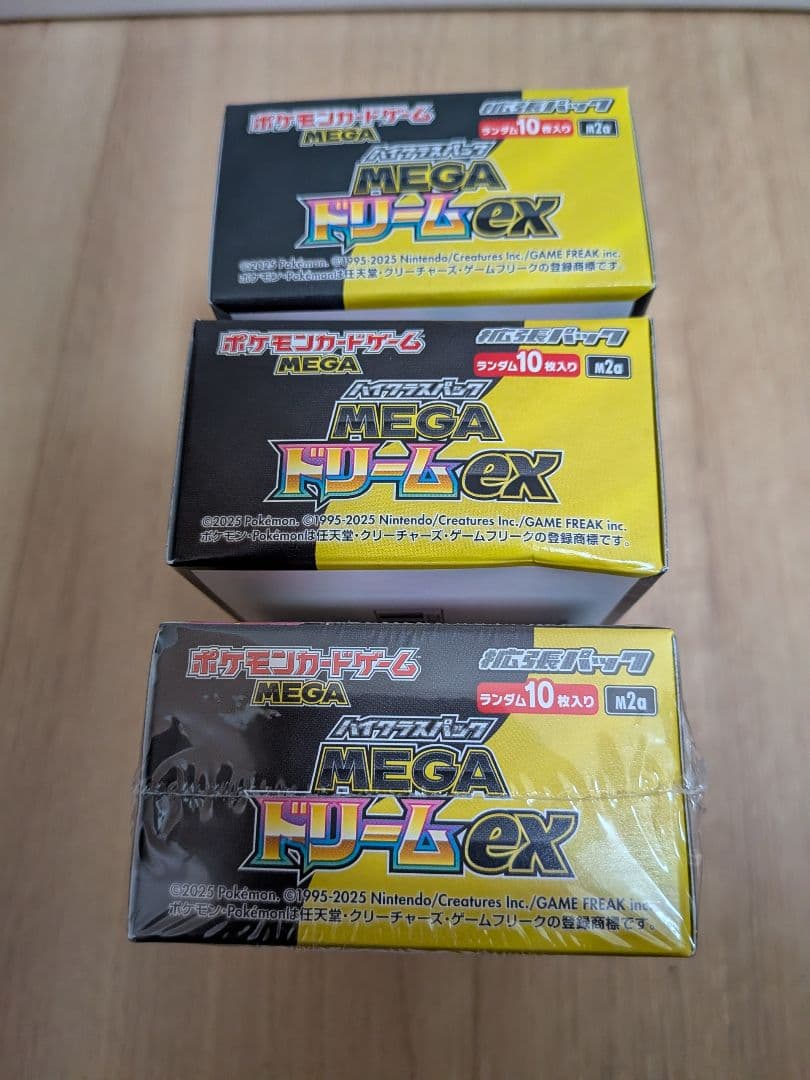 ポケモンカードゲーム
MEGA
拡張パック
ランダム10枚入り M2a
ハイクラスパック
MEGA
ドリームex
©2025 Pokémon. ©1995-2025 Nintendo/Creatures Inc./GAME FREAK inc.
ポケモン・Pokémonは任天堂・クリーチャーズ・ゲームフリークの登録商標です。
ポケモンカードゲーム
MEGA
拡張パック
ランダム10枚入り M2a
ハイクラスパック
MEGA
ドリームex
©2025 Pokémon. ©1995-2025 Nintendo/Creatures Inc./GAME FREAK inc.
ポケモン・Pokémonは任天堂・クリーチャーズ・ゲームフリークの登録商標です。
ポケモンカードゲーム
MEGA
拡張パック
ランダム10枚入り M2a
ハイクラスパック
MEGA
ドリームex
©2025 Pokémon. ©1995-2025 Nintendo/Creatures Inc./GAME FREAK inc.
ポケモン・Pokémonは任天堂・クリーチャーズ・ゲームフリークの登録商標です。